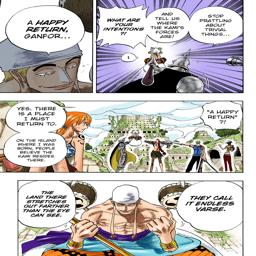 A HAPPY
RETURN,
GANFOR...
WHAT ARE
YOUR
INTENTIONS
?!
AND
TELL US
WHERE
THE KAMI'S
FORCES
ARE!
STOP
PRATTLING
ABOUT
TRIVIAL
THINGS...
YES. THERE
IS A PLACE
I MUST
RETURN TO.
ON THE ISLAND
WHERE I WAS
BORN, PEOPLE
BELIEVE THE
KAMI RESIDES
THERE.
"A HAPPY
RETURN"
?!
THE
LAND THERE
STRETCHES
OUT FARTHER
THAN THE EYE
CAN SEE.
THEY CALL
IT ENDLESS
VARSE.